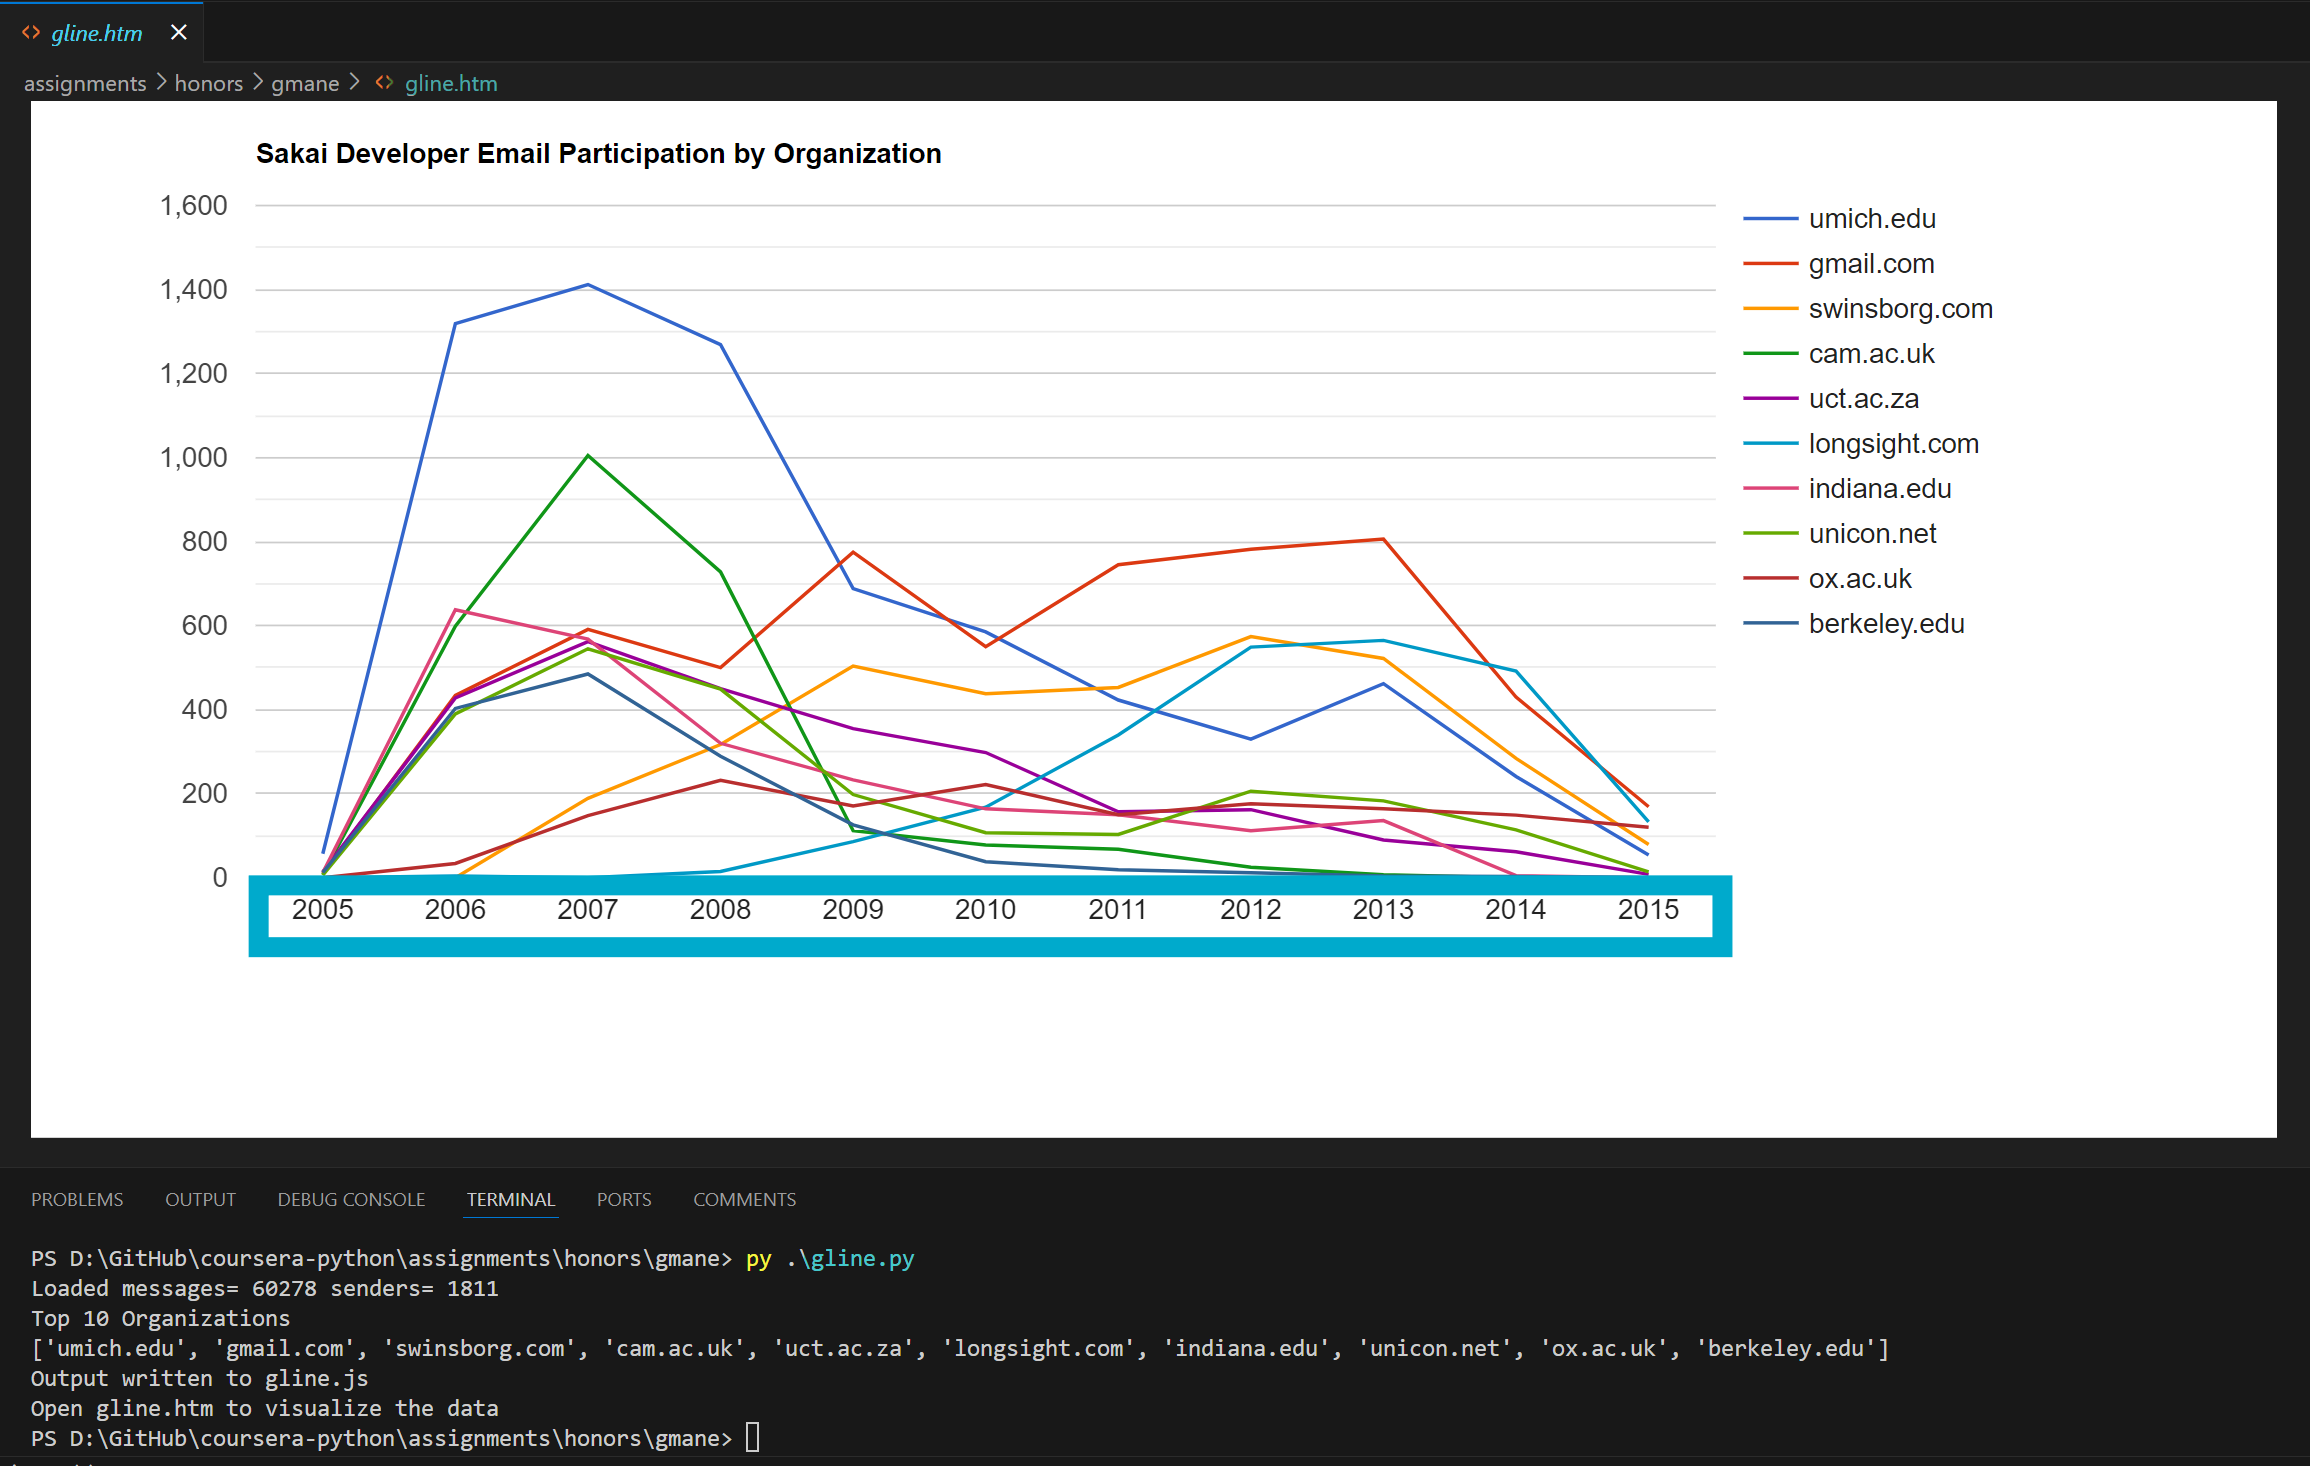 gline.htm
assignments > honors > gmane > gline.htm
Sakai Developer Email Participation by Organization
1,600
1,400
1,200
1,000
800
600
400
200
0
2005 2006 2007 2008 2009 2010 2011 2012 2013 2014 2015
umich.edu
gmail.com
swinsborg.com
cam.ac.uk
uct.ac.za
longsight.com
indiana.edu
unicon.net
ox.ac.uk
berkeley.edu
PROBLEMS OUTPUT DEBUG CONSOLE TERMINAL PORTS COMMENTS
PS D:\GitHub\coursera-python\assignments\honors\gmane> py .\gline.py
Loaded messages= 60278 senders= 1811
Top 10 Organizations
['umich.edu', 'gmail.com', 'swinsborg.com', 'cam.ac.uk', 'uct.ac.za', 'longsight.com', 'indiana.edu', 'unicon.net', 'ox.ac.uk', 'berkeley.edu']
Output written to gline.js
Open gline.htm to visualize the data
PS D:\GitHub\coursera-python\assignments\honors\gmane>